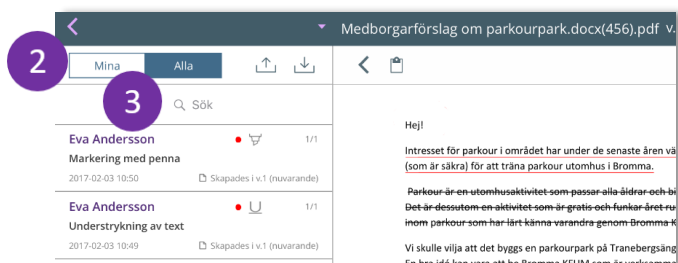 Medborgarförslag om parkourpark.docx(456).pdf v.
2
Mina Alla
3
Sök
Eva Andersson 1/1
Markering med penna
2017-02-03 10:50 Skapades i v.1 (nuvarande)
Eva Andersson U 1/1
Understrykning av text
2017-02-03 10:49 Skapades i v.1 (nuvarande)
Hej!
Intresset för parkour i området har under de senaste åren vä
(som är säkra) för att träna parkour utomhus i Bromma.
Parkour är en utomhusaktivitet som passar alla åldrar och bi
Det är dessutom en aktivitet som är gratis och funkar året ru
inom parkour som har lärt känna varandra genom Bromma K
Vi skulle vilja att det byggs en parkourpark på Tranebergsäng